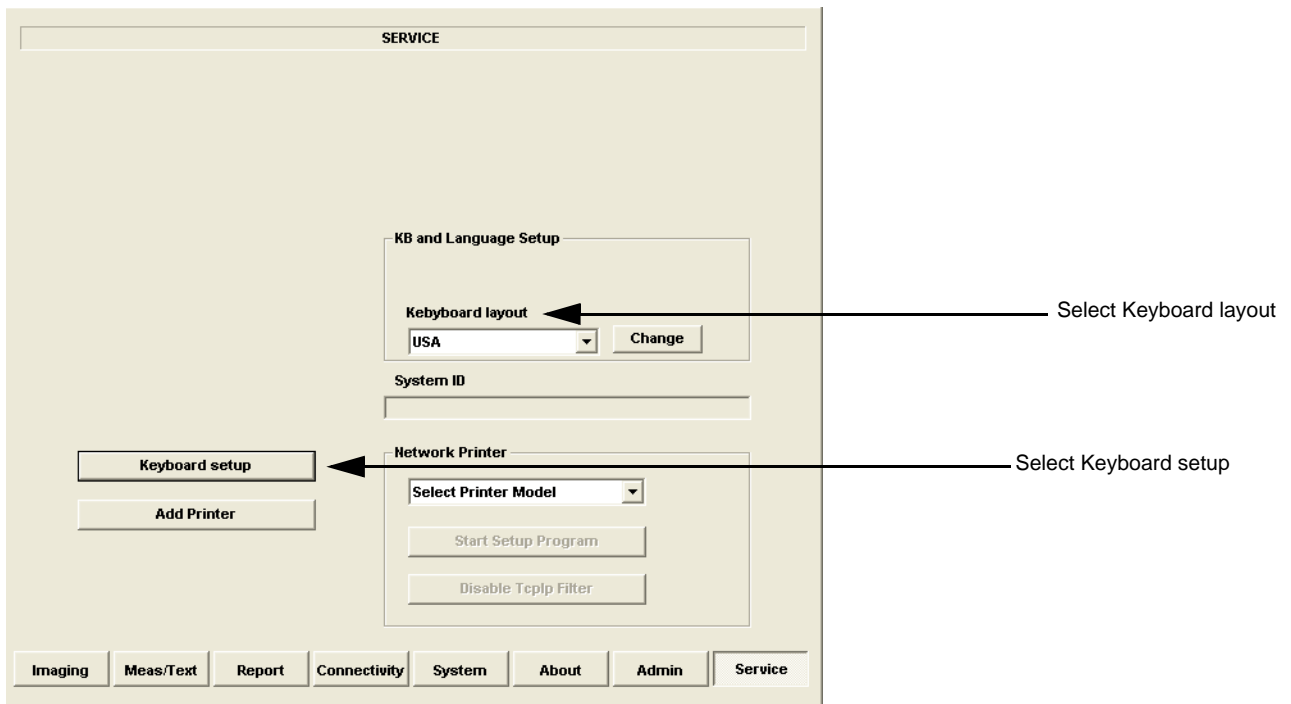 SERVICE
KB and Language Setup
Kebyboard layout
Select Keyboard layout
USA
Change
System ID
Keyboard setup
Network Printer
Select Keyboard setup
Select Printer Model
Add Printer
Start Setup Program
Disable TcpIp Filter
Imaging Meas/Text Report Connectivity System About Admin Service